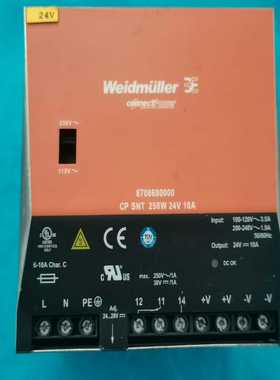 24V
Weidmüller
connectPower
230V~
115V~
8708680000
CP SNT 250W 24V 10A
Input: 100-120V~3.5A
200-240V~1.8A
50/60Hz
Output: 24V ⎓ 10A
6-16A Char. C
c RU us
max. 250V~/1A
30V ⎓/1A
L N PE Adj. 24..28V 12 11 14 +V +V -V -V